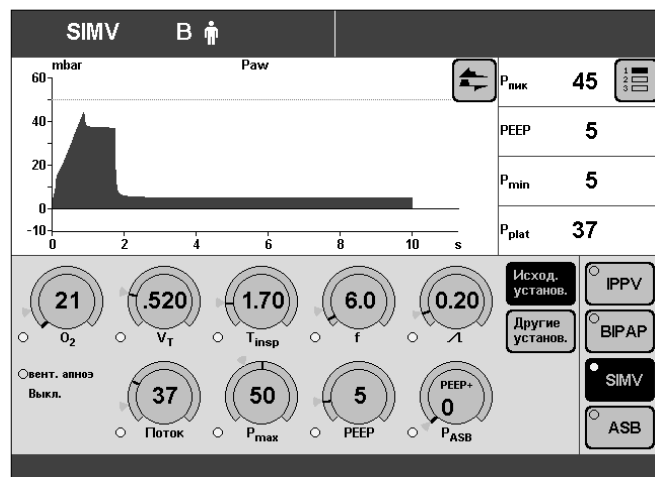 SIMV B
mbar Paw
60
40
20
0
-10
0 2 4 6 8 10 s
Pпик 45
1
2
3
PEEP 5
Pmin 5
Pplat 37
21 .520 1.70 6.0 0.20
O2 VT Tinsp f
Исход.
установ.
Другие
установ.
IPPV
BIPAP
SIMV
ASB
вент. апноэ
Выкл.
37 50 5 PEEP+
0
Поток Pmax PEEP PASB